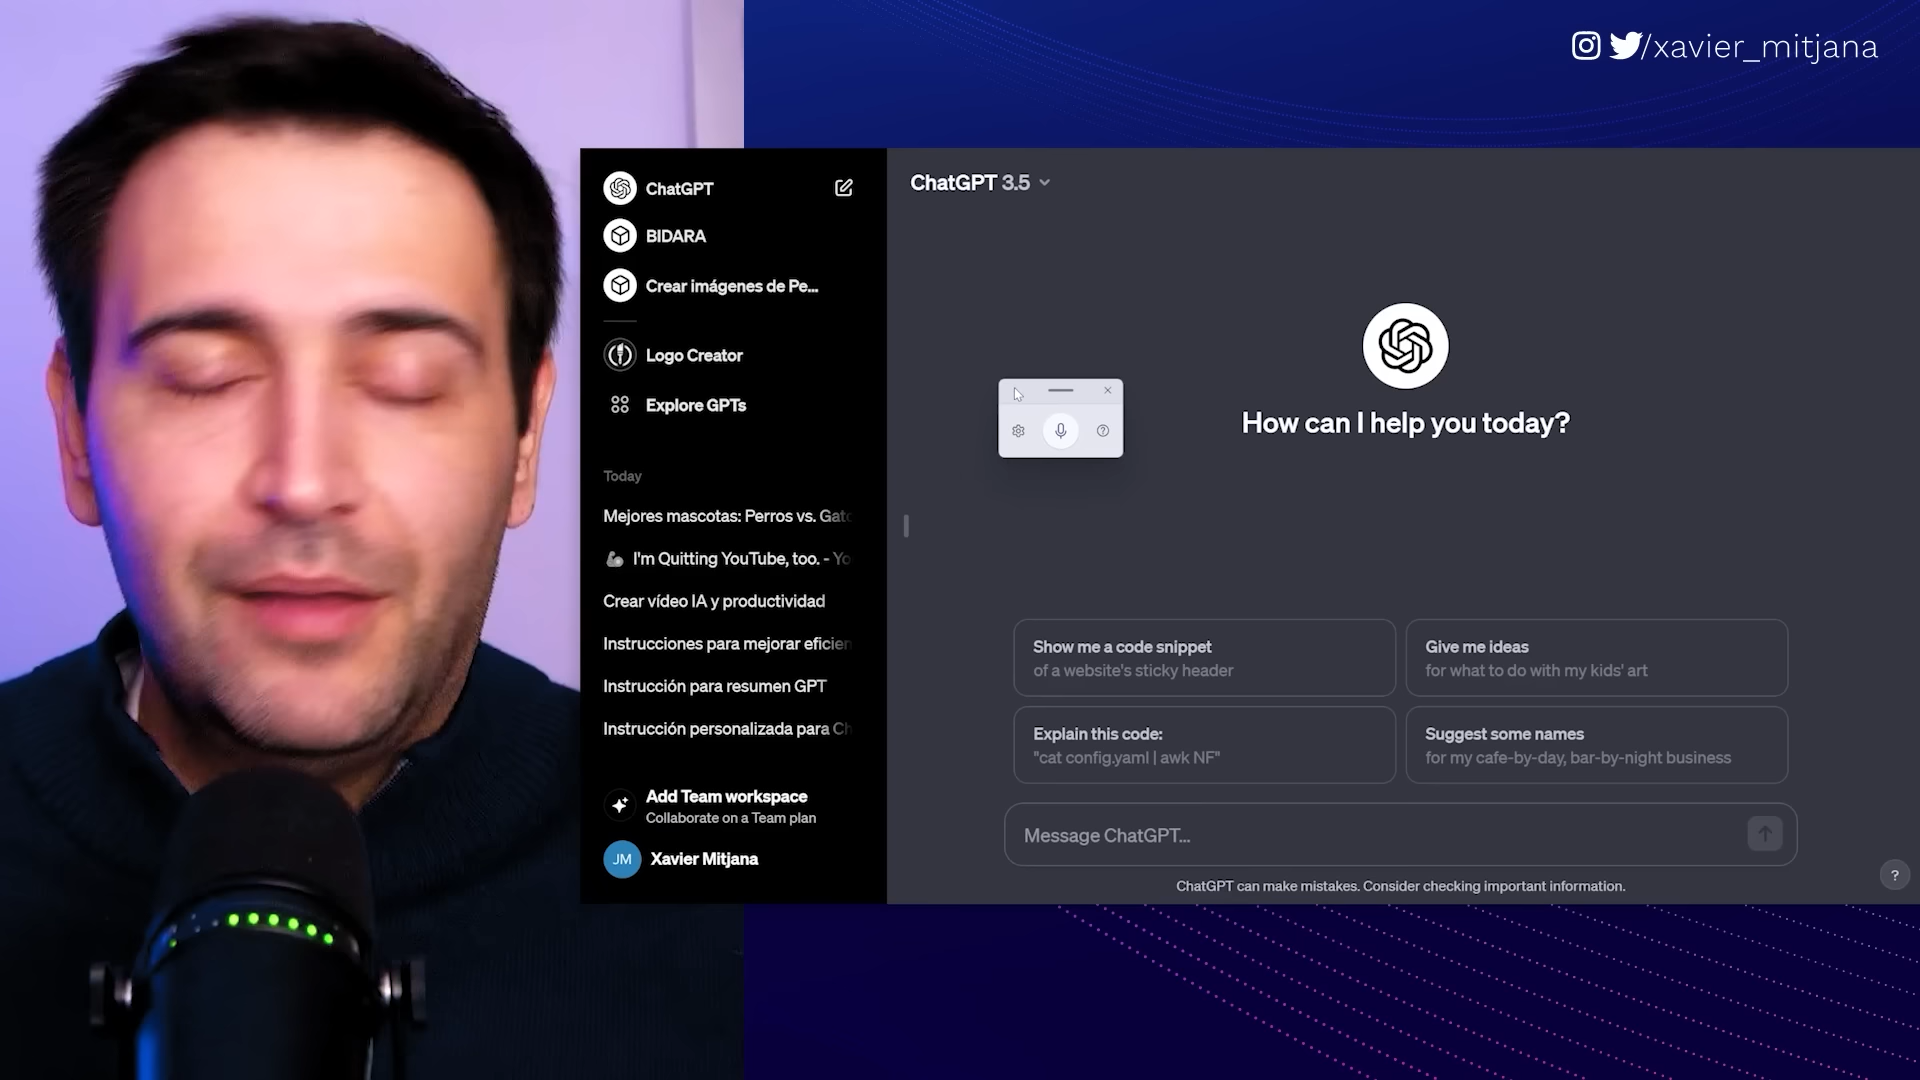 /xavier_mitjana
ChatGPT
BIDARA
Crear imágenes de Pe...
Logo Creator
Explore GPTs
Today
Mejores mascotas: Perros vs. Gato
I'm Quitting YouTube, too. - Yo
Crear vídeo IA y productividad
Instrucciones para mejorar eficien
Instrucción para resumen GPT
Instrucción personalizada para Ch
Add Team workspace
Collaborate on a Team plan
JM
Xavier Mitjana
ChatGPT 3.5
How can I help you today?
Show me a code snippet
of a website's sticky header
Give me ideas
for what to do with my kids' art
Explain this code:
"cat config.yaml | awk NF"
Suggest some names
for my cafe-by-day, bar-by-night business
Message ChatGPT...
ChatGPT can make mistakes. Consider checking important information.
?